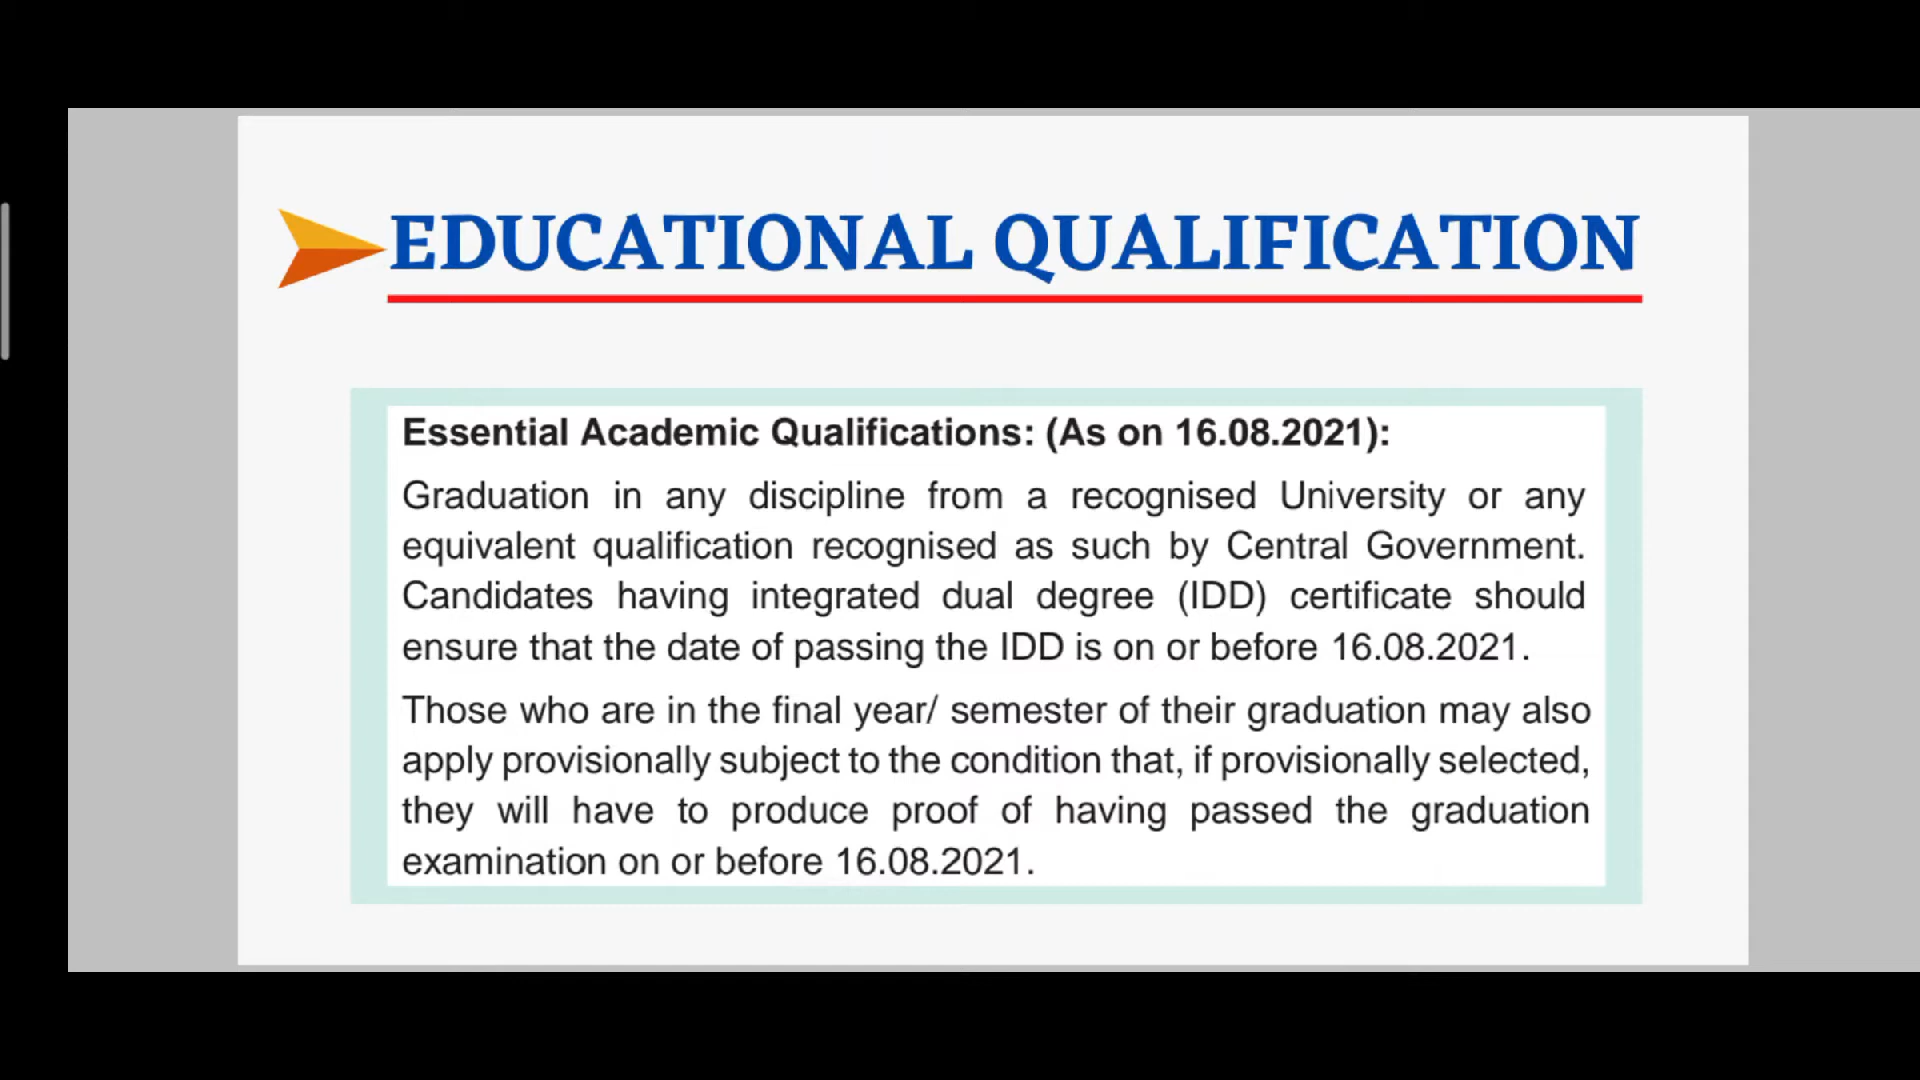 EDUCATIONAL QUALIFICATION
Essential Academic Qualifications: (As on 16.08.2021):
Graduation in any discipline from a recognised University or any
equivalent qualification recognised as such by Central Government.
Candidates having integrated dual degree (IDD) certificate should
ensure that the date of passing the IDD is on or before 16.08.2021.
Those who are in the final year/ semester of their graduation may also
apply provisionally subject to the condition that, if provisionally selected,
they will have to produce proof of having passed the graduation
examination on or before 16.08.2021.